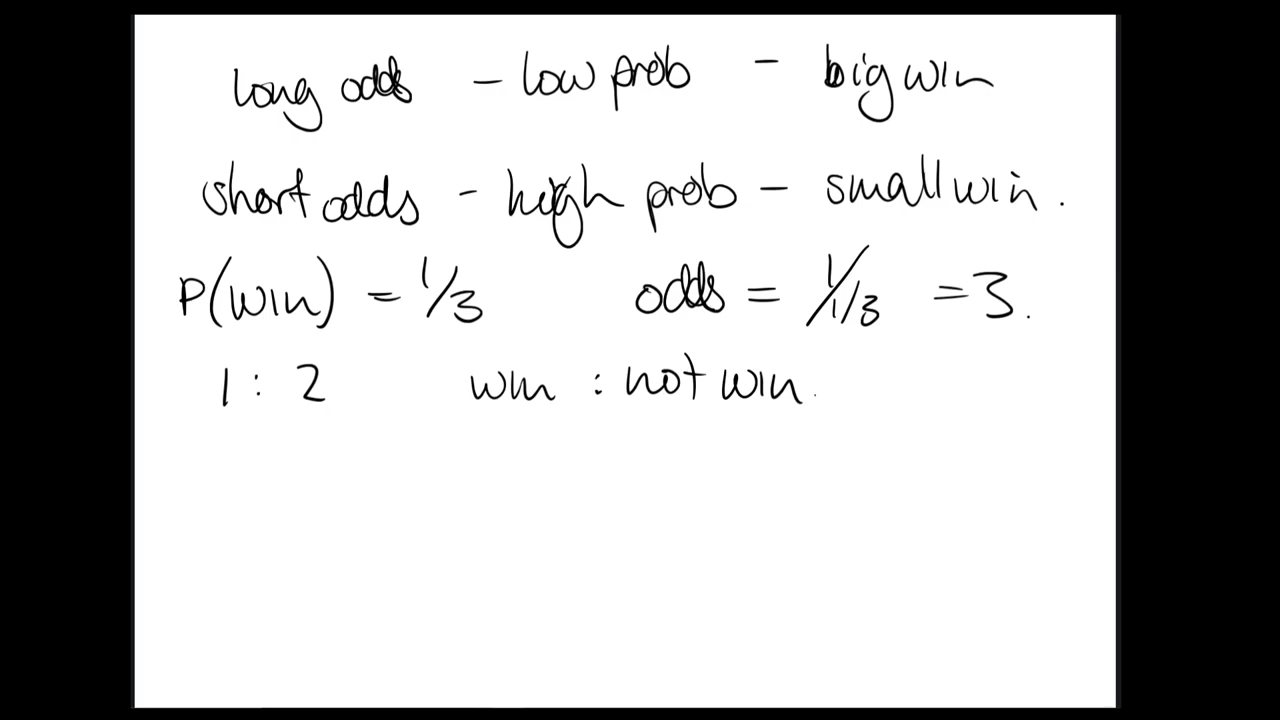 long odds - low prob - big win
short odds - high prob - small win.
P(win) = 1/3 odds = 1/1/3 = 3.
1 : 2 win : not win.